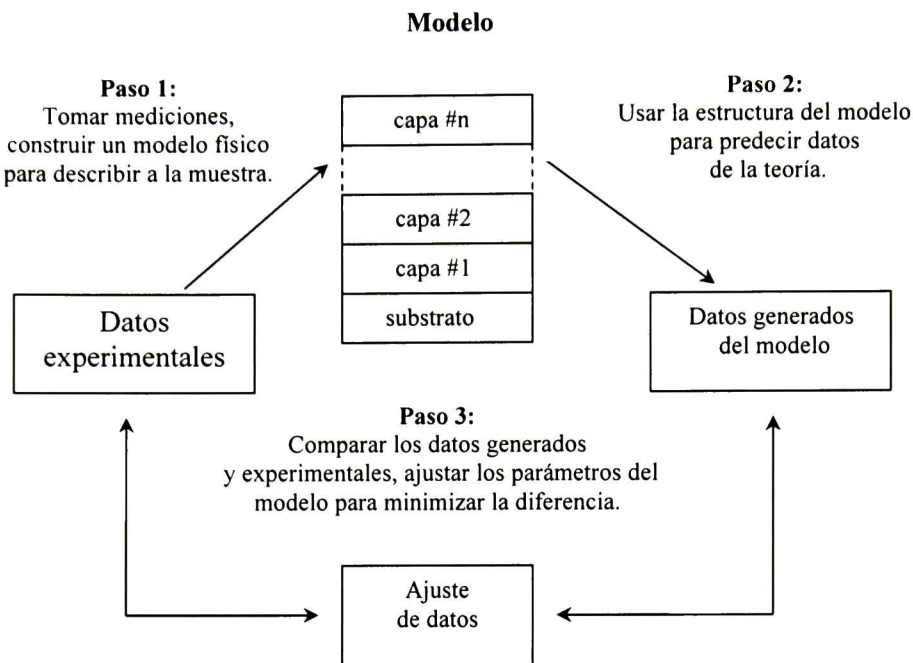 Modelo
Paso 1:
Tomar mediciones,
construir un modelo físico
para describir a la muestra.
Paso 2:
Usar la estructura del modelo
para predecir datos
de la teoría.
capa #n
capa #2
capa #1
substrato
Datos
experimentales
Datos generados
del modelo
Paso 3:
Comparar los datos generados
y experimentales, ajustar los parámetros del
modelo para minimizar la diferencia.
Ajuste
de datos